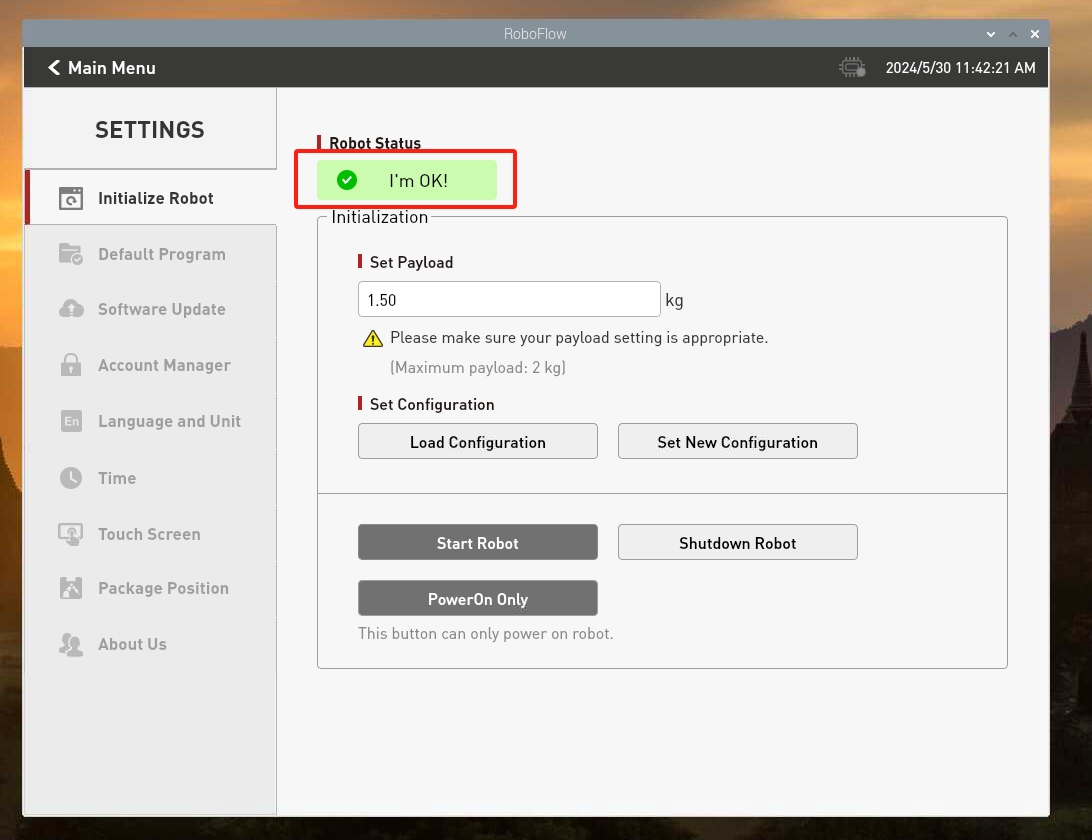 RoboFlow
Main Menu
2024/5/30 11:42:21 AM
SETTINGS
Initialize Robot
Default Program
Software Update
Account Manager
En
Language and Unit
Time
Touch Screen
Package Position
About Us
Robot Status
I'm OK!
Initialization
Set Payload
1.50 kg
Please make sure your payload setting is appropriate.
(Maximum payload: 2 kg)
Set Configuration
Load Configuration
Set New Configuration
Start Robot
Shutdown Robot
PowerOn Only
This button can only power on robot.